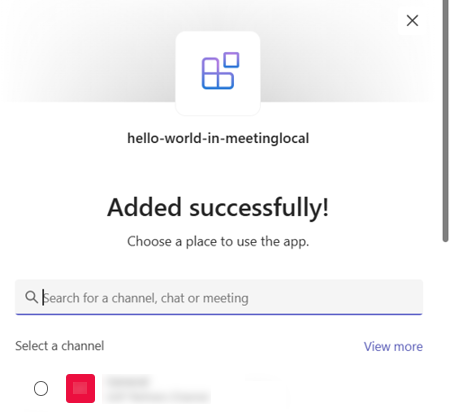 hello-world-in-meetinglocal
Added successfully!
Choose a place to use the app.
Search for a channel, chat or meeting
Select a channel
View more